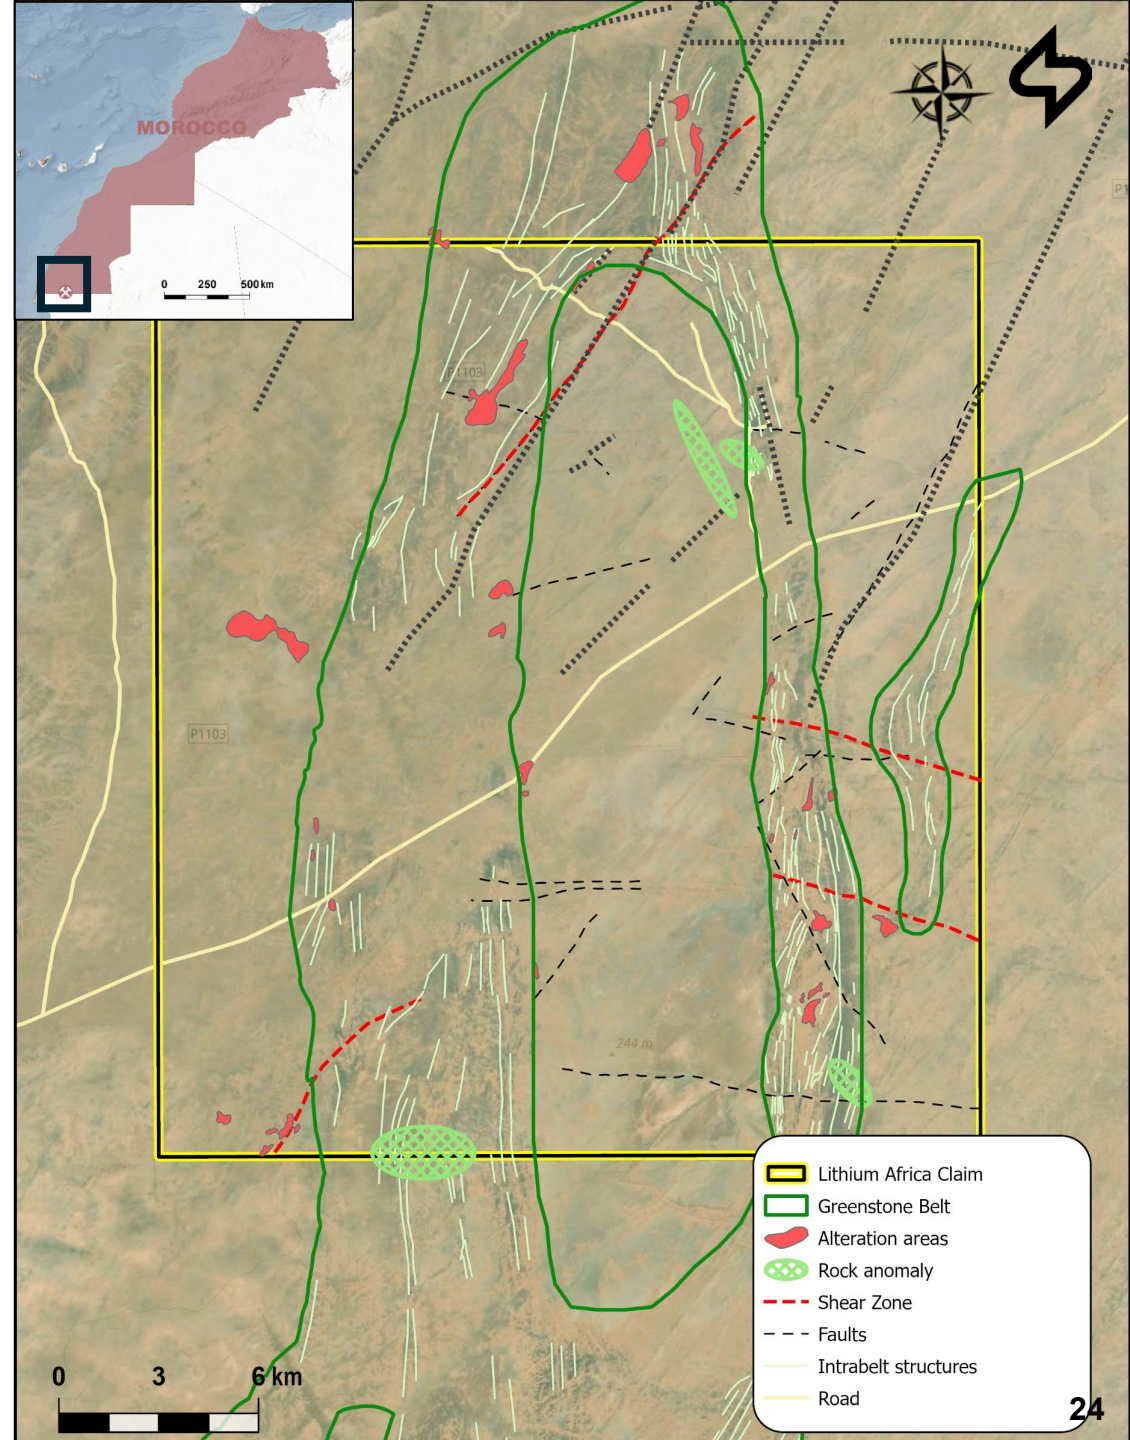 MOROCCO
0 250 500 km
P1103
P1103
244 m
Lithium Africa Claim
Greenstone Belt
Alteration areas
Rock anomaly
Shear Zone
Faults
Intrabelt structures
Road
0 3 6 km
24